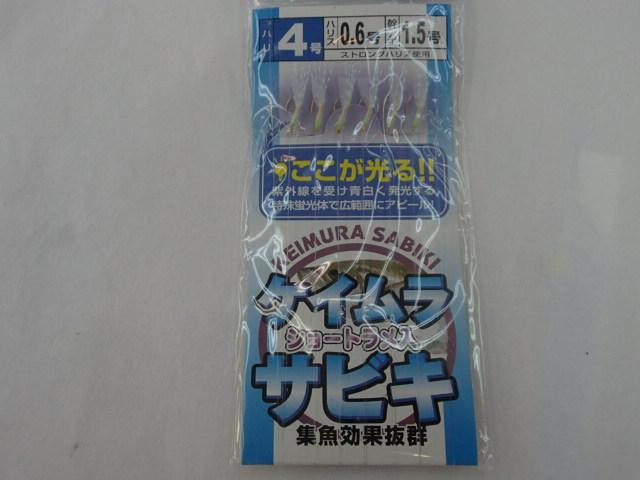 ハリ 4号 ハリス 0.6号 幹糸 1.5号
ストロングハリス使用
ここが光る!!
紫外線を受け青白く発光する
特殊蛍光体で広範囲にアピール!
KEIMURA SABIKI
ケイムラ
ショートラメ入
サビキ
集魚効果抜群